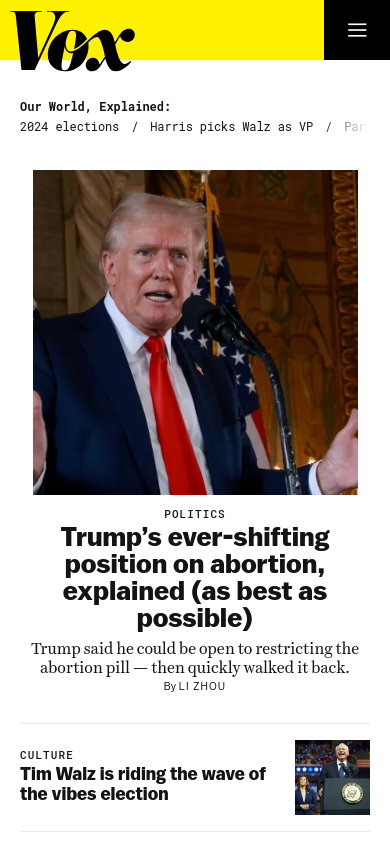 Vox
Our World, Explained:
2024 elections / Harris picks Walz as VP /
POLITICS
Trump’s ever-shifting
position on abortion,
explained (as best as
possible)
Trump said he could be open to restricting the
abortion pill — then quickly walked it back.
By LI ZHOU
CULTURE
Tim Walz is riding the wave of
the vibes election